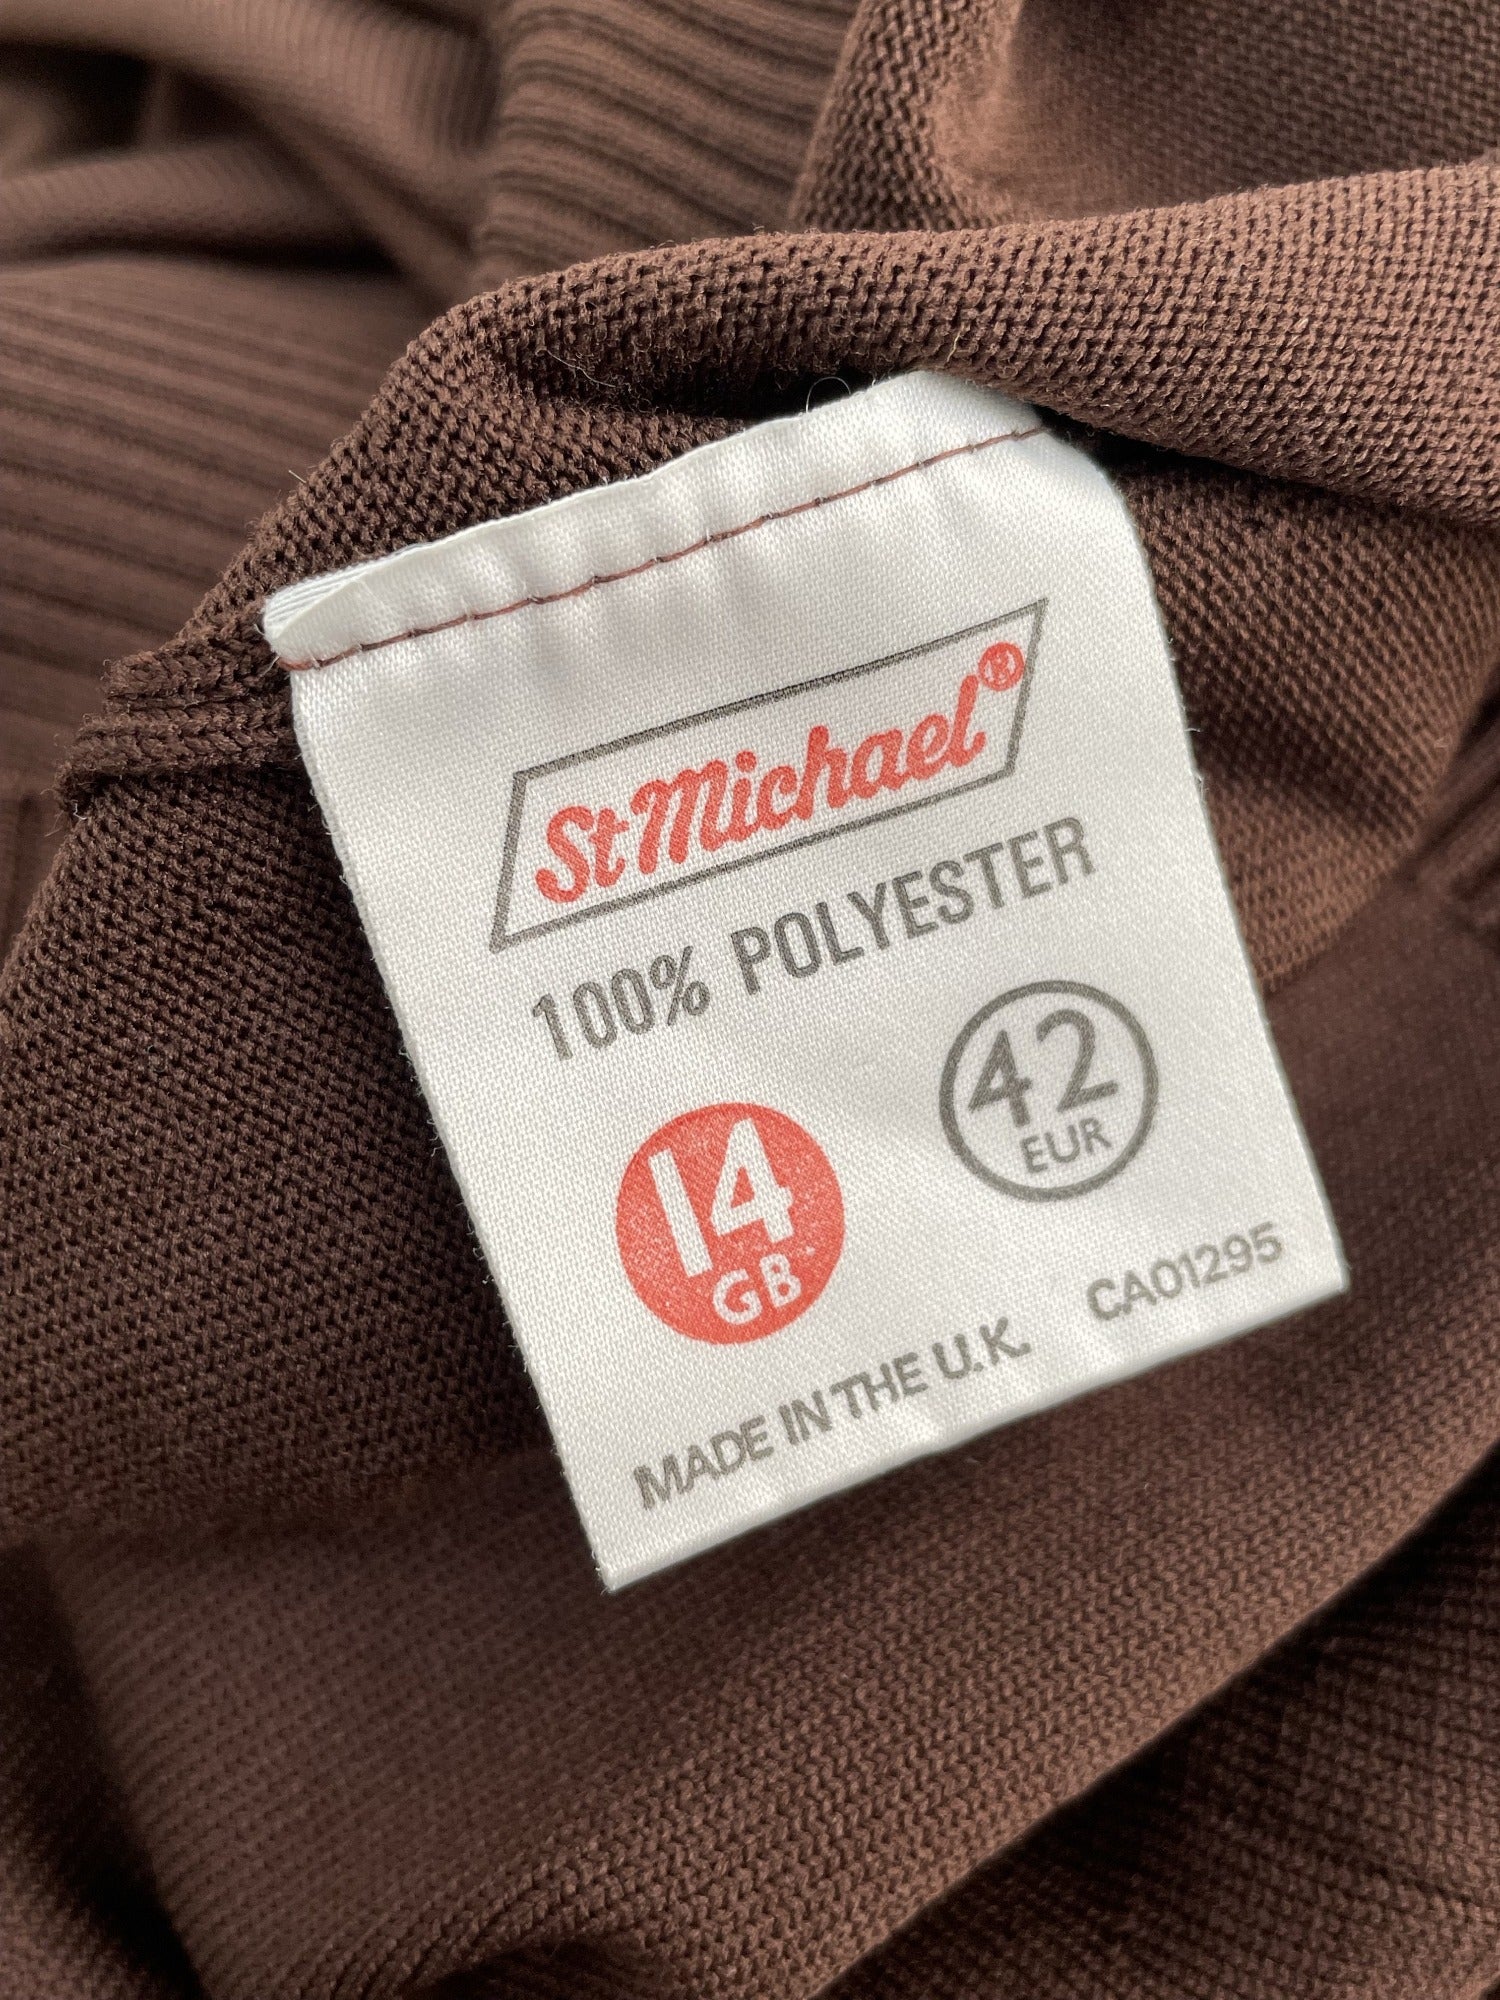 St Michael®
100% POLYESTER
42
EUR
14
GB
MADE IN THE U.K. CA01295